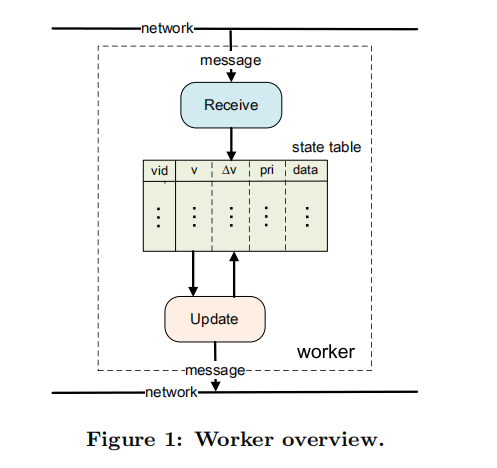 network
message
Receive
state table
vid v Δv pri data
Update
worker
message
network
Figure 1: Worker overview.